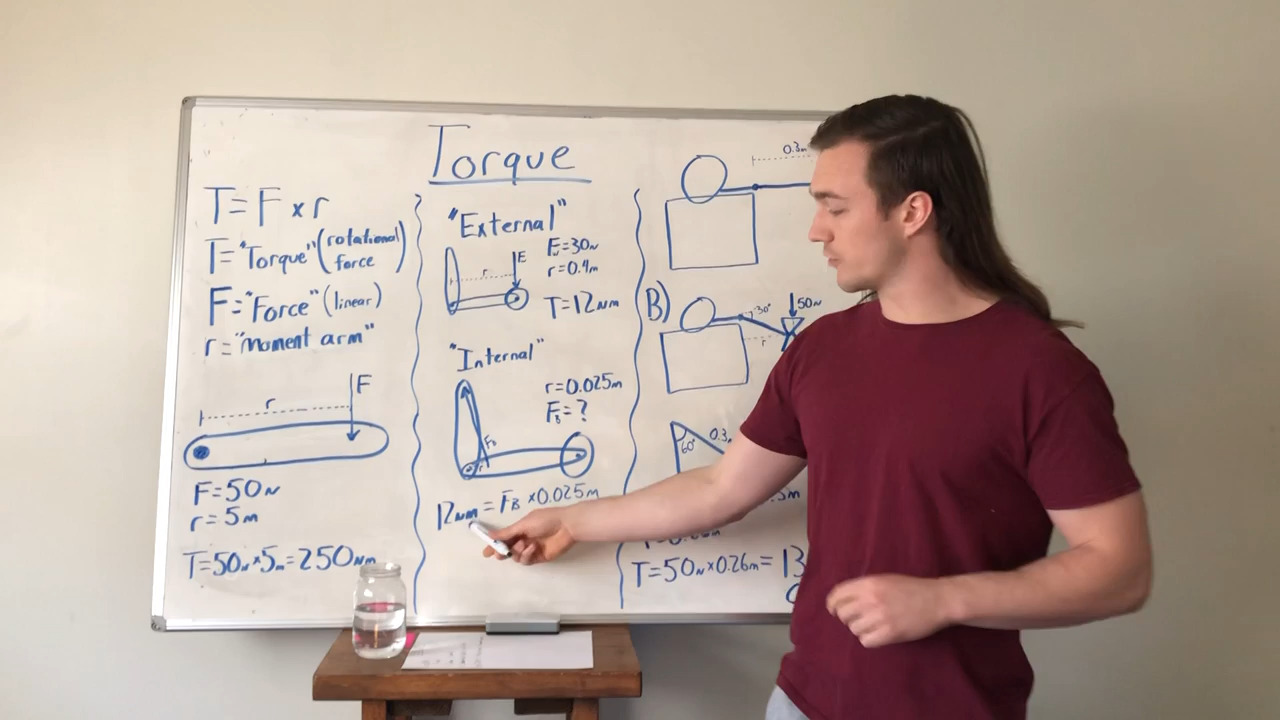 Torque
T=F×r
T="Torque"(rotational force)
F="Force"(linear)
r="Moment arm"
F
r
F=50N
r=5m
T=50N×5m=250Nm
"External"
F
r
F=30N
r=0.4m
T=12Nm
"Internal"
r=0.025m
FB=?
FB
r
12Nm=FB×0.025m
0.3m
B)
30°
50N
r
60°
0.3
T=50N×0.26m=13